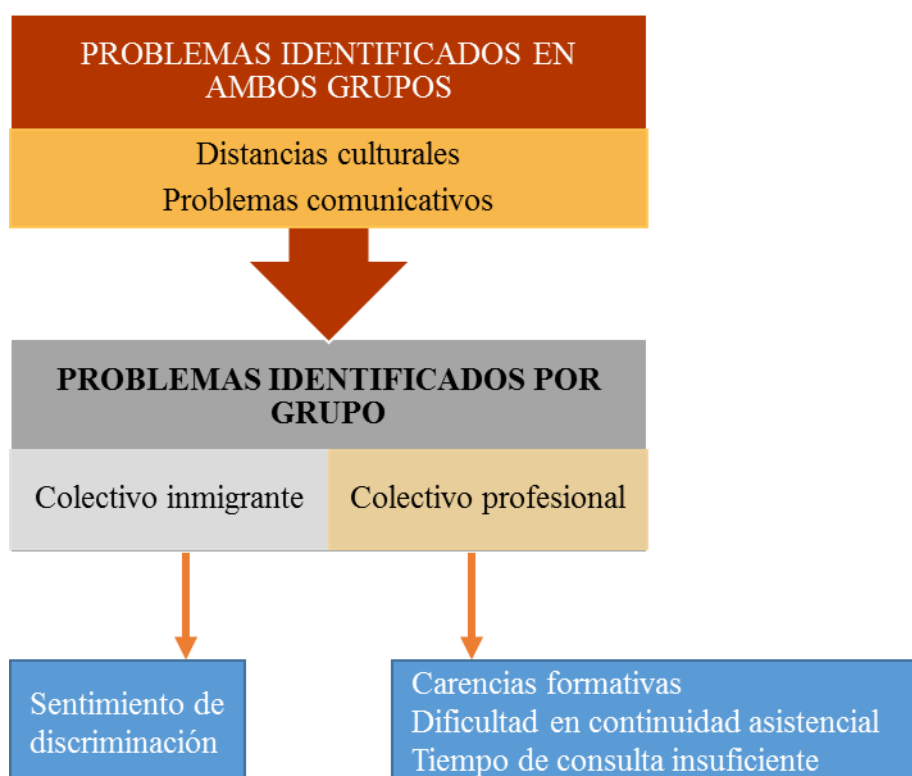 PROBLEMAS IDENTIFICADOS EN
AMBOS GRUPOS
Distancias culturales
Problemas comunicativos
PROBLEMAS IDENTIFICADOS POR
GRUPO
Colectivo inmigrante
Colectivo profesional
Sentimiento de
discriminación
Carencias formativas
Dificultad en continuidad asistencial
Tiempo de consulta insuficiente